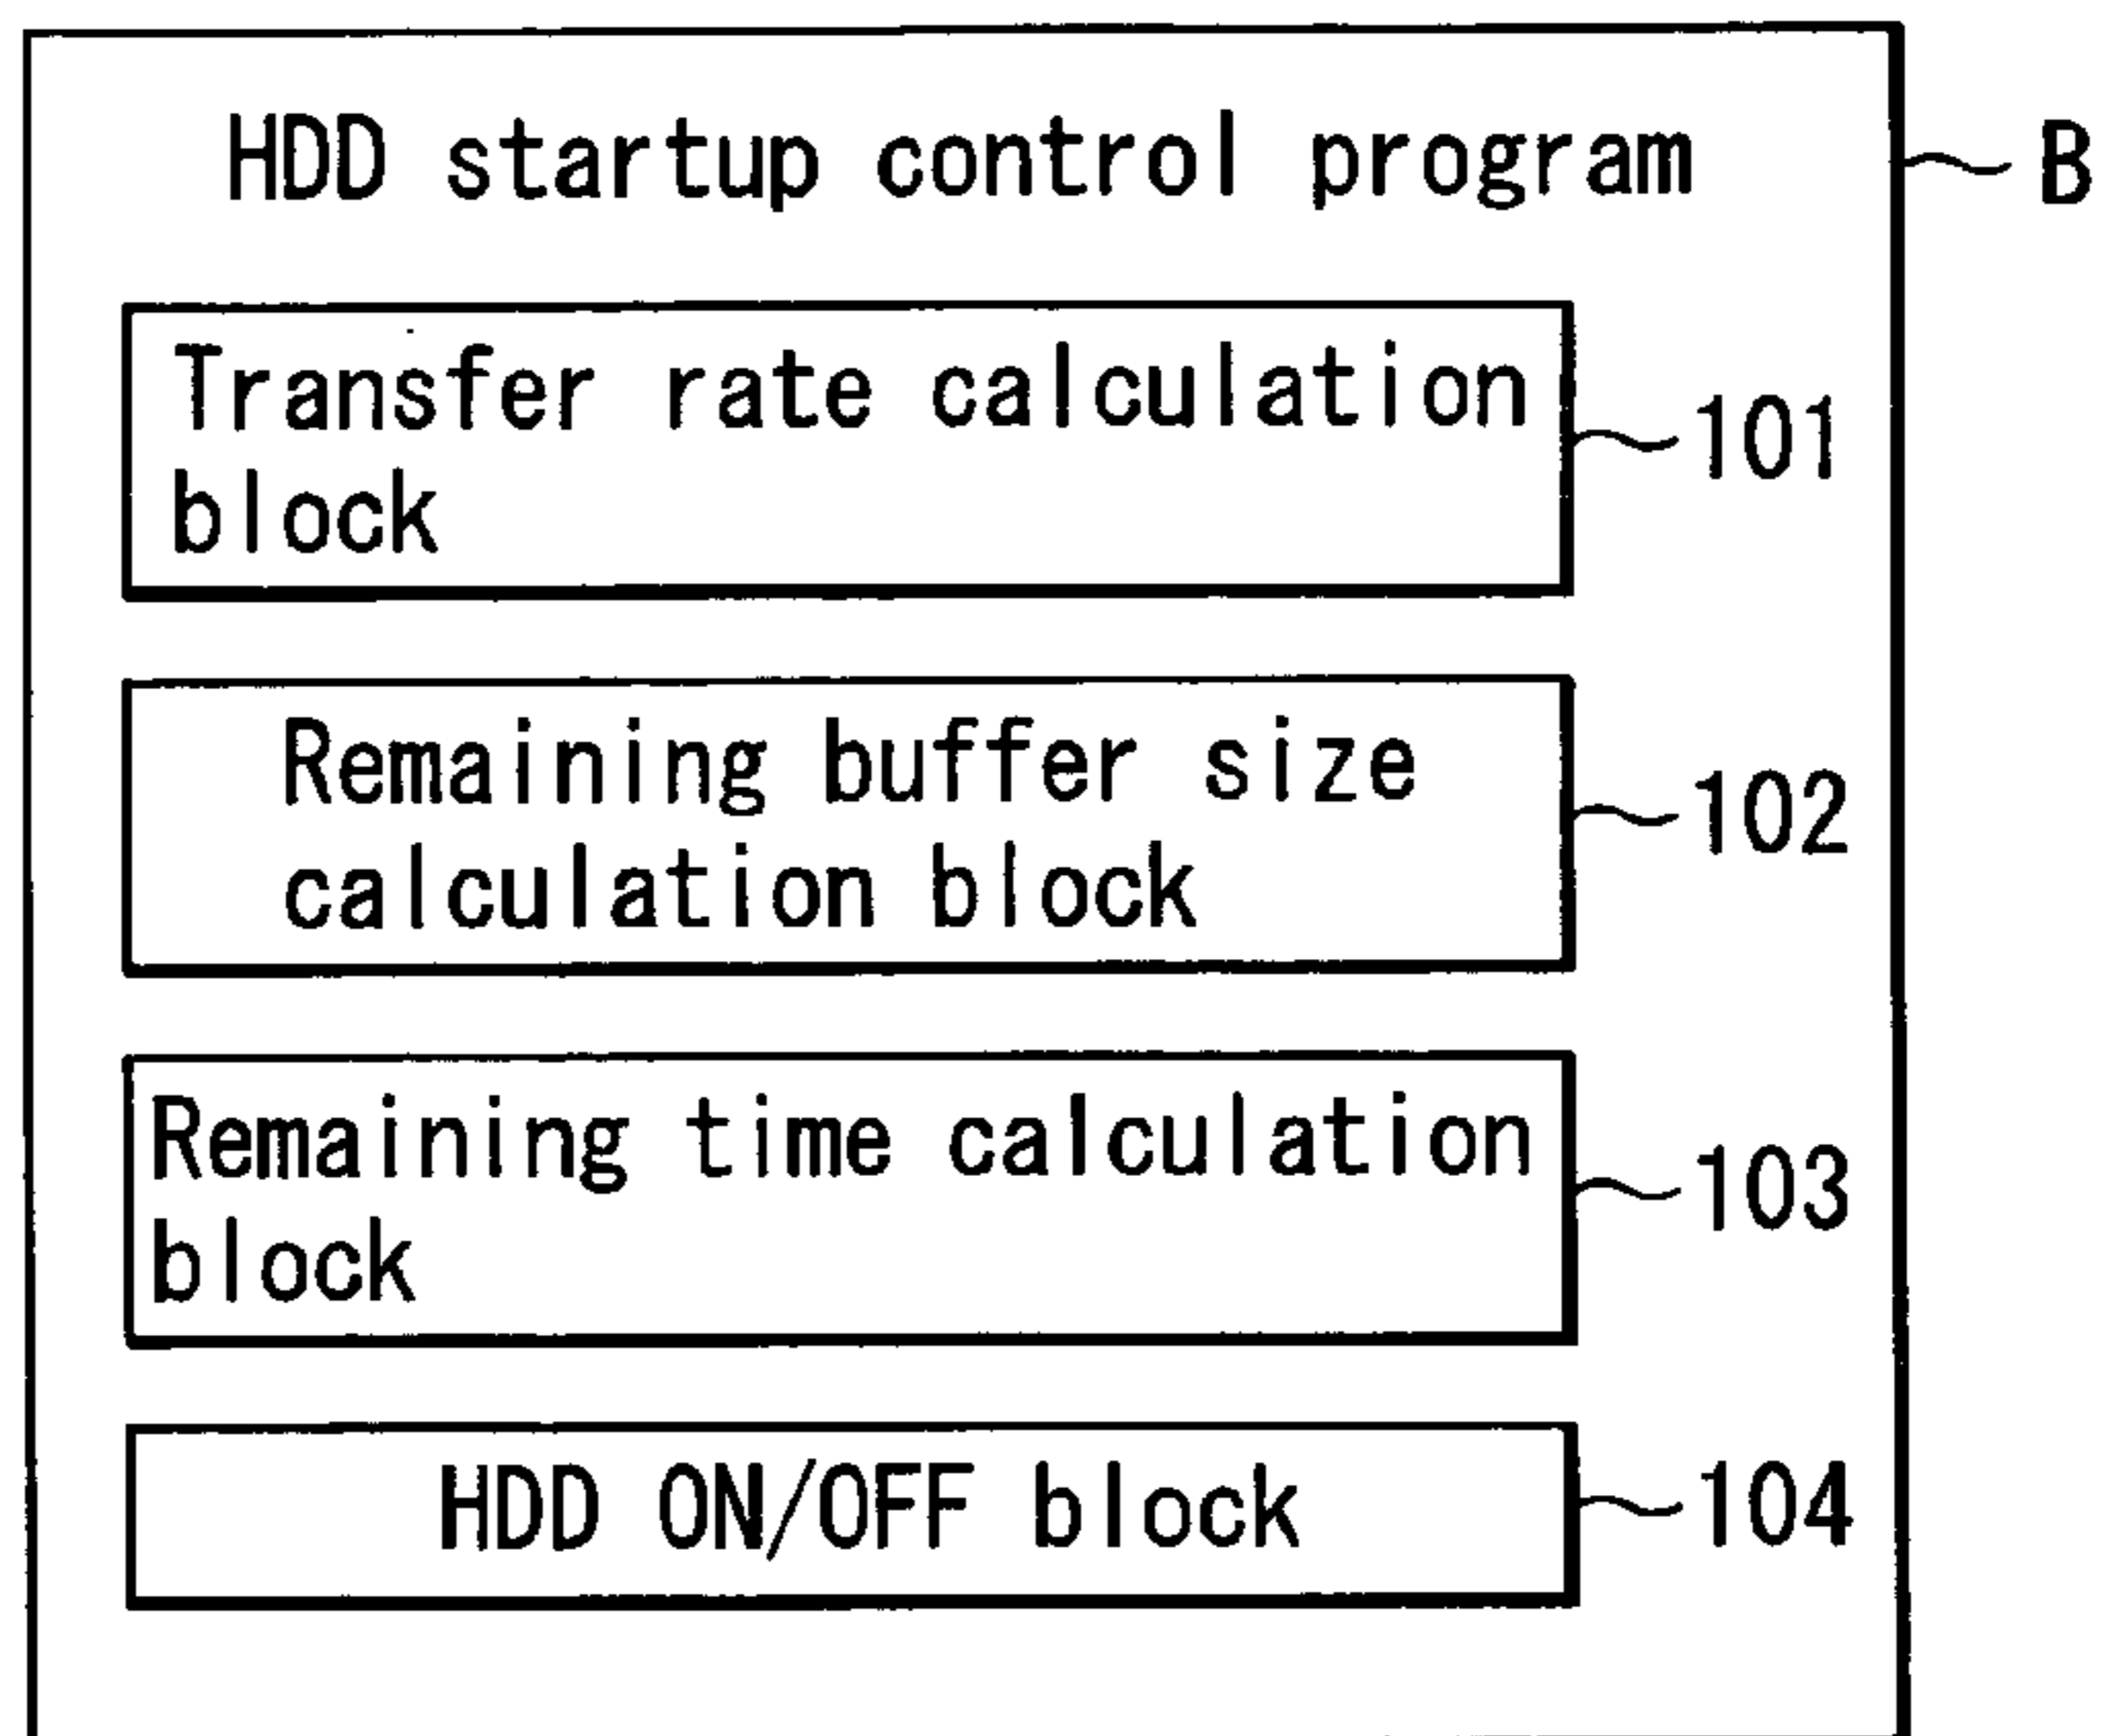 HDD startup control program
B
Transfer rate calculation
block
101
Remaining buffer size
calculation block
102
Remaining time calculation
block
103
HDD ON/OFF block
104